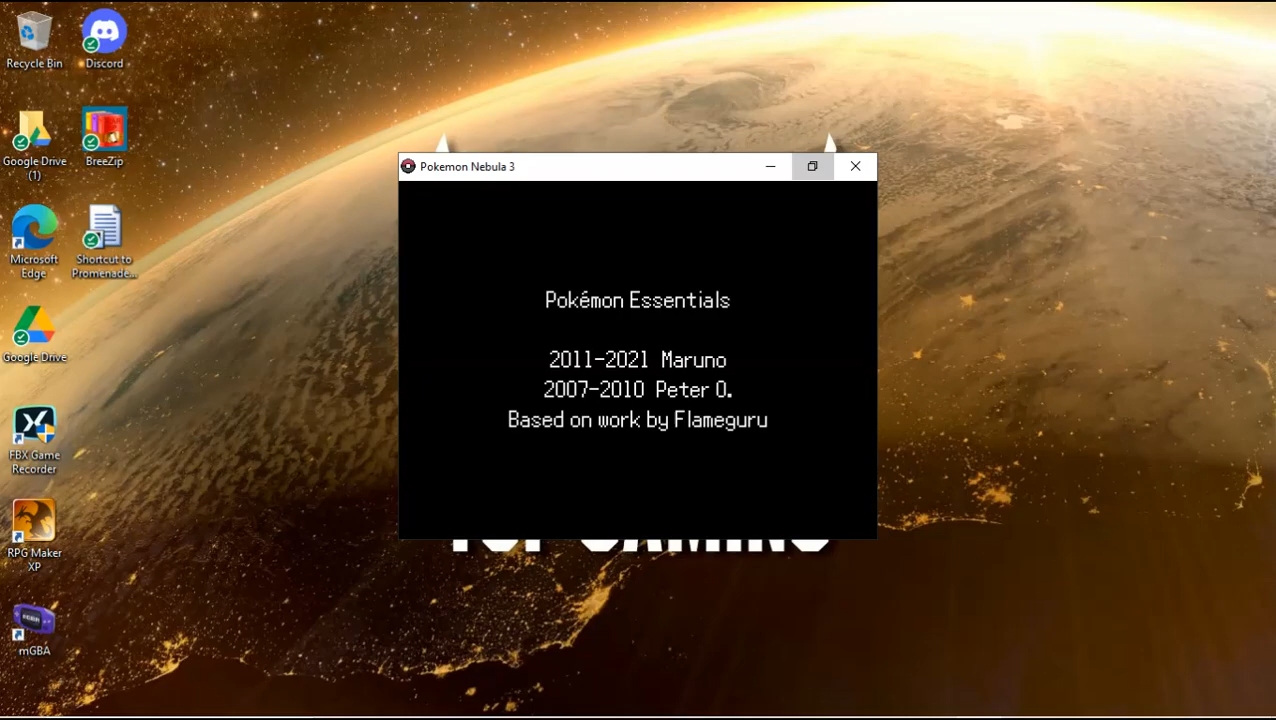 Recycle Bin
Discord
Google Drive
(1)
BreeZip
Microsoft
Edge
Shortcut to
Promenade...
Google Drive
FBX Game
Recorder
RPG Maker
XP
mGBA
Pokemon Nebula 3
Pokémon Essentials
2011-2021 Maruno
2007-2010 Peter O.
Based on work by Flameguru
GAMING